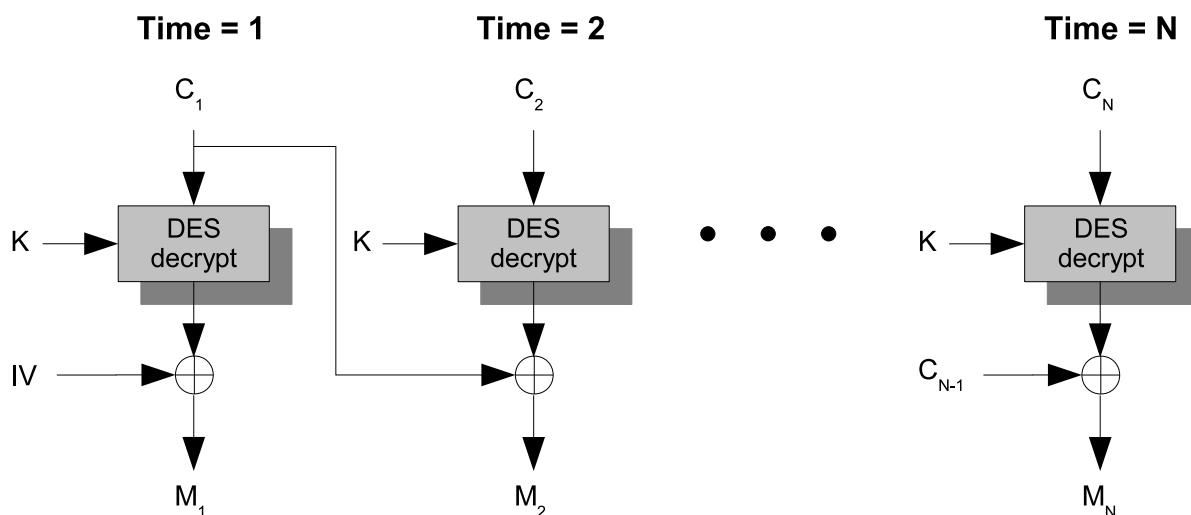 Time = 1 Time = 2 Time = N
C1 C2 CN
K DES decrypt K DES decrypt K DES decrypt
IV CN-1
M1 M2 MN